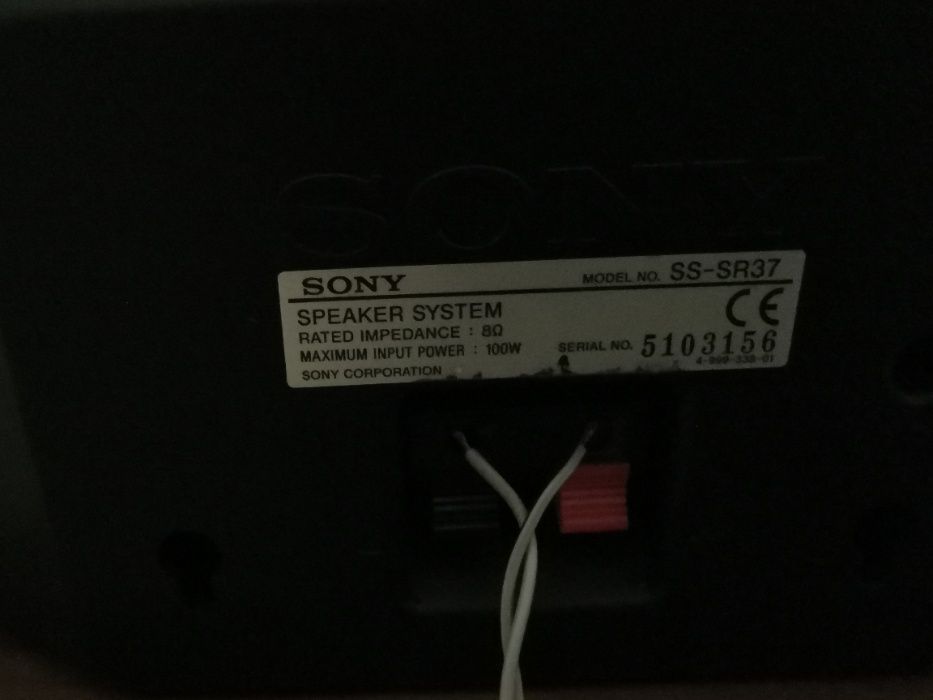 SONY
SONY MODEL NO. SS-SR37
SPEAKER SYSTEM
RATED IMPEDANCE : 8Ω
MAXIMUM INPUT POWER : 100W
SERIAL NO. 5103156
SONY CORPORATION
CE